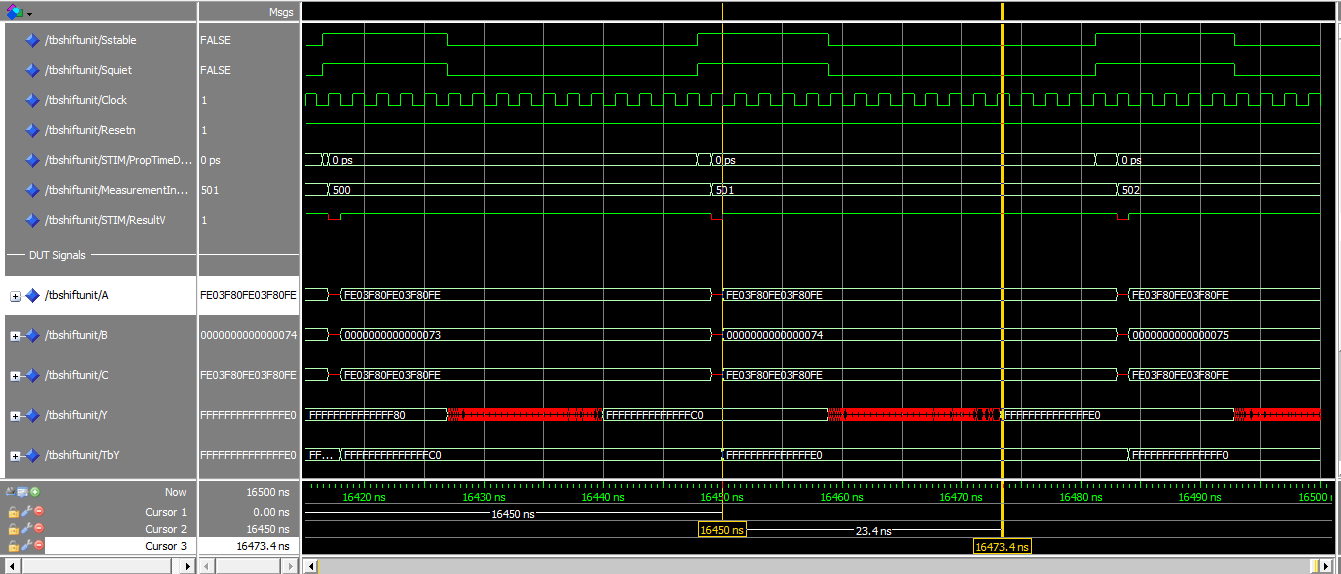 Msgs
/tbshiftunit/Sstable FALSE
/tbshiftunit/Squiet FALSE
/tbshiftunit/Clock 1
/tbshiftunit/Resetn 1
/tbshiftunit/STIM/PropTimeD... 0 ps 0 ps 0 ps 0 ps
/tbshiftunit/MeasurementIn... 501 500 501 502
/tbshiftunit/STIM/ResultV 1
DUT Signals
/tbshiftunit/A FE03F80FE03F80FE FE03F80FE03F80FE FE03F80FE03F80FE FE03F80FE03F80FE
/tbshiftunit/B 0000000000000074 0000000000000073 0000000000000074 0000000000000075
/tbshiftunit/C FE03F80FE03F80FE FE03F80FE03F80FE FE03F80FE03F80FE FE03F80FE03F80FE
/tbshiftunit/Y FFFFFFFFFFFFFFE0 FFFFFFFFFFFFFF80 FFFFFFFFFFFFFFC0 FFFFFFFFFFFFFFE0
/tbshiftunit/TbY FFFFFFFFFFFFFFE0 FF... FFFFFFFFFFFFFFC0 FFFFFFFFFFFFFFE0 FFFFFFFFFFFFFFF0
Now 16500 ns 16420 ns 16430 ns 16440 ns 16450 ns 16460 ns 16470 ns 16480 ns 16490 ns 16500
Cursor 1 0.00 ns 16450 ns
Cursor 2 16450 ns 16450 ns 23.4 ns
Cursor 3 16473.4 ns 16473.4 ns